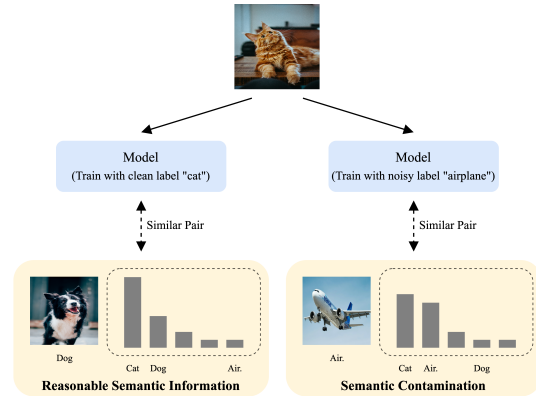 Model
(Train with clean label "cat")
Model
(Train with noisy label "airplane")
Similar Pair
Similar Pair
Dog
Cat Dog Air.
Reasonable Semantic Information
Air.
Cat Air. Dog
Semantic Contamination